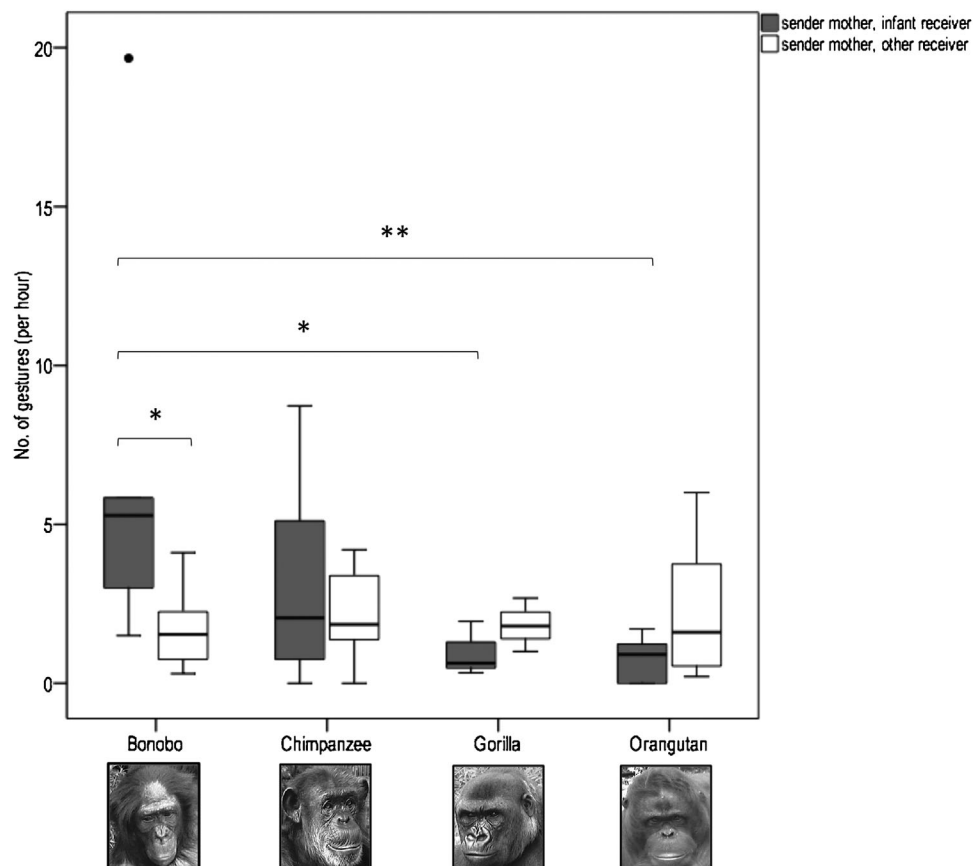 sender mother, infant receiver
sender mother, other receiver
No. of gestures (per hour)
20
15
10
5
0
**
*
*
Bonobo
Chimpanzee
Gorilla
Orangutan